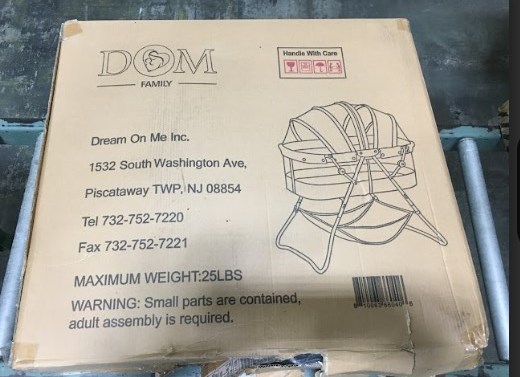 DOM
FAMILY
Handle With Care
Dream On Me Inc.
1532 South Washington Ave,
Piscataway TWP, NJ 08854
Tel 732-752-7220
Fax 732-752-7221
MAXIMUM WEIGHT:25LBS
WARNING: Small parts are contained,
adult assembly is required.